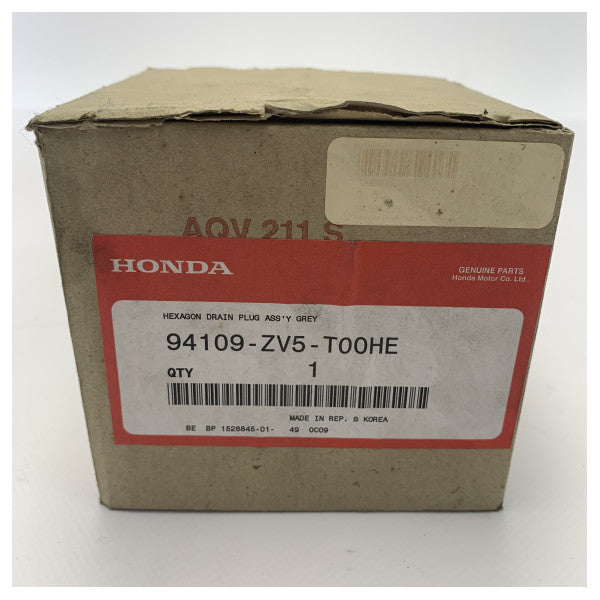 AQV 211 S
HONDA
GENUINE PARTS
Honda Motor Co. Ltd.
HEXAGON DRAIN PLUG ASS'Y GREY
94109-ZV5-T00HE
QTY 1
MADE IN REP. S KOREA
BE BP 1528845-01- 49 0C09